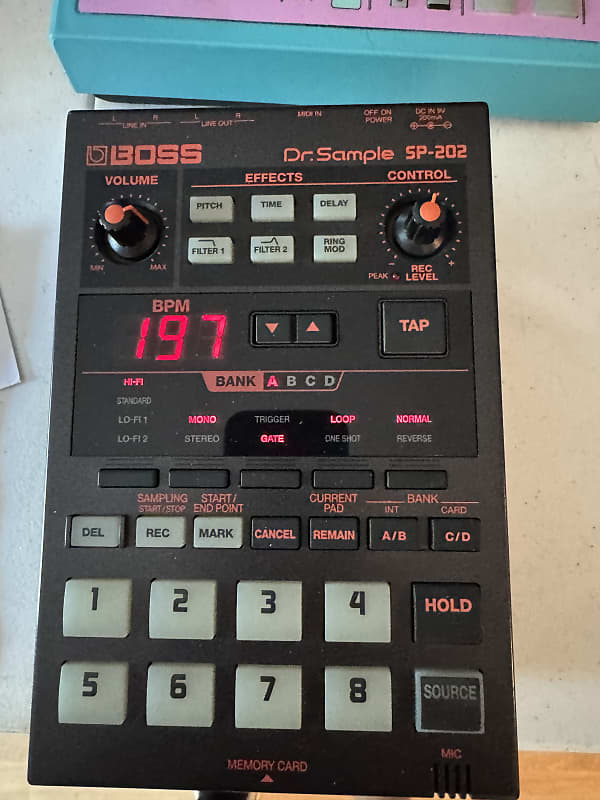 L R L R MIDI IN OFF ON DC IN 9V
LINE IN LINE OUT POWER 200mA
BOSS Dr.Sample SP-202
VOLUME EFFECTS CONTROL
PITCH TIME DELAY
FILTER 1 FILTER 2 RING MOD
MIN MAX PEAK - REC LEVEL +
BPM
197 ▼ ▲ TAP
HI-FI BANK A B C D
STANDARD
LO-FI 1 MONO TRIGGER LOOP NORMAL
LO-FI 2 STEREO GATE ONE SHOT REVERSE
SAMPLING START/ CURRENT BANK
START/STOP END POINT PAD INT CARD
DEL REC MARK CANCEL REMAIN A/B C/D
1 2 3 4 HOLD
5 6 7 8 SOURCE
MIC
MEMORY CARD